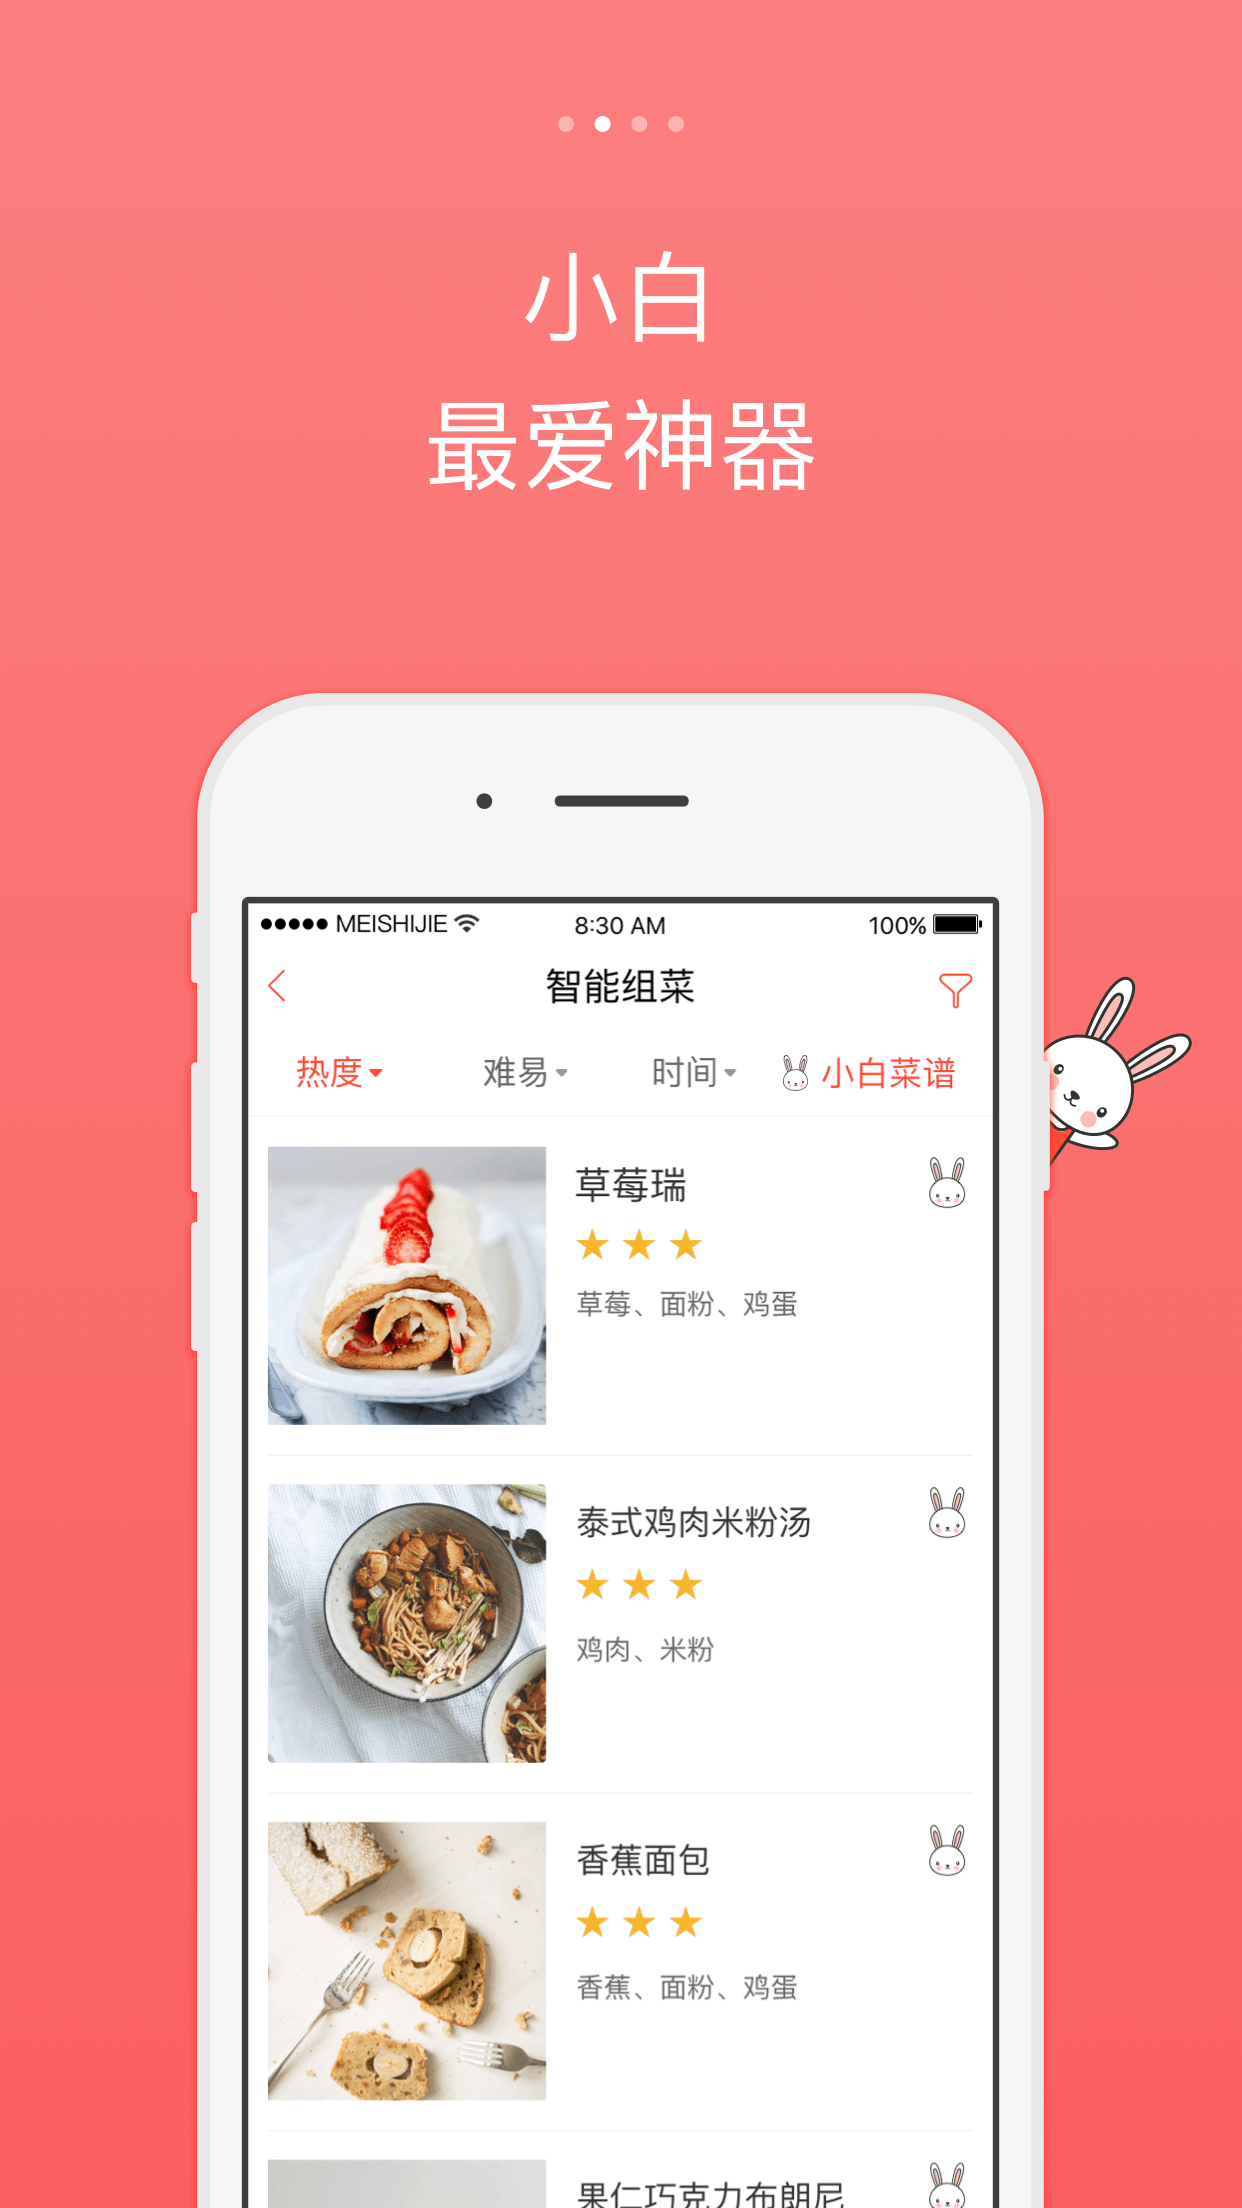 小白
最爱神器
MEISHIJIE 8:30 AM 100%
智能组菜
热度 难易 时间 小白菜谱
草莓瑞
草莓、面粉、鸡蛋
泰式鸡肉米粉汤
鸡肉、米粉
香蕉面包
香蕉、面粉、鸡蛋
果仁巧克力布朗尼